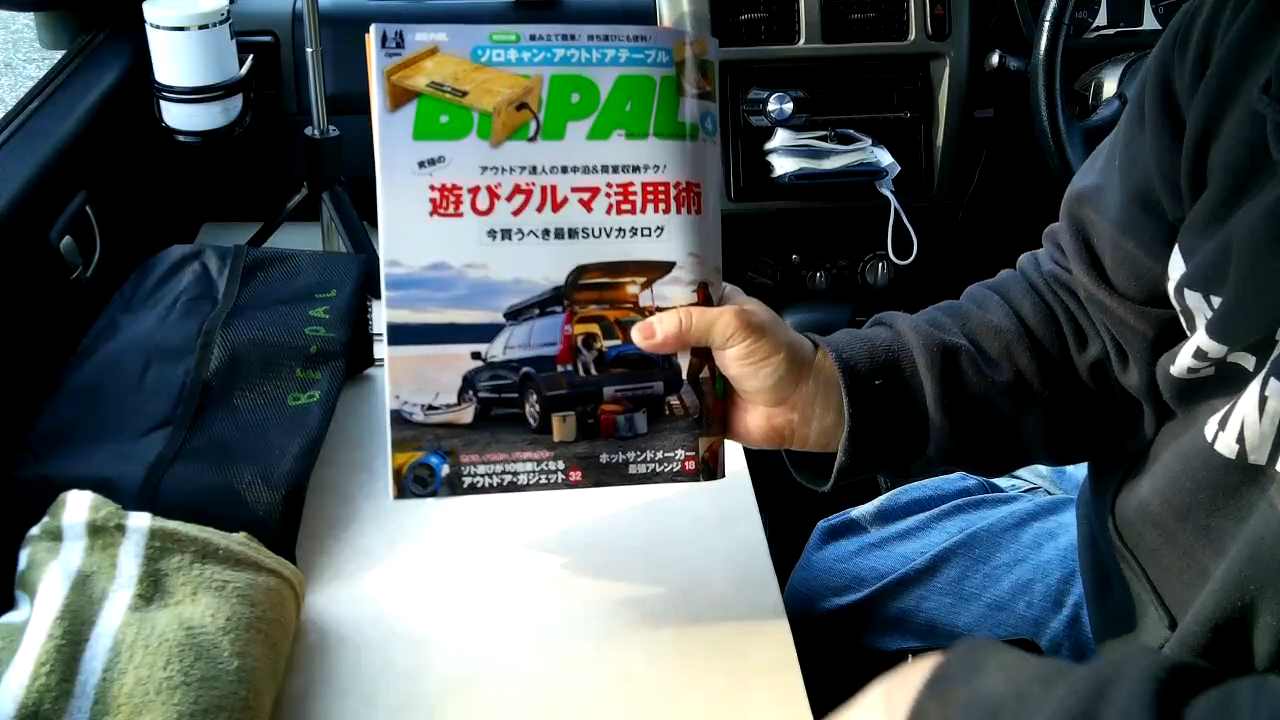 組み立て簡単! 持ち運びにも便利!
ソロキャン・アウトドアテーブル
BE-PAL
4
究極の
アウトドア達人の車中泊&荷室収納テク!
遊びグルマ活用術
今買うべき最新SUVカタログ
ソト遊びが10倍楽しくなる
アウトドア・ガジェット 32
ホットサンドメーカー
最強アレンジ 18
BE-PAL
140